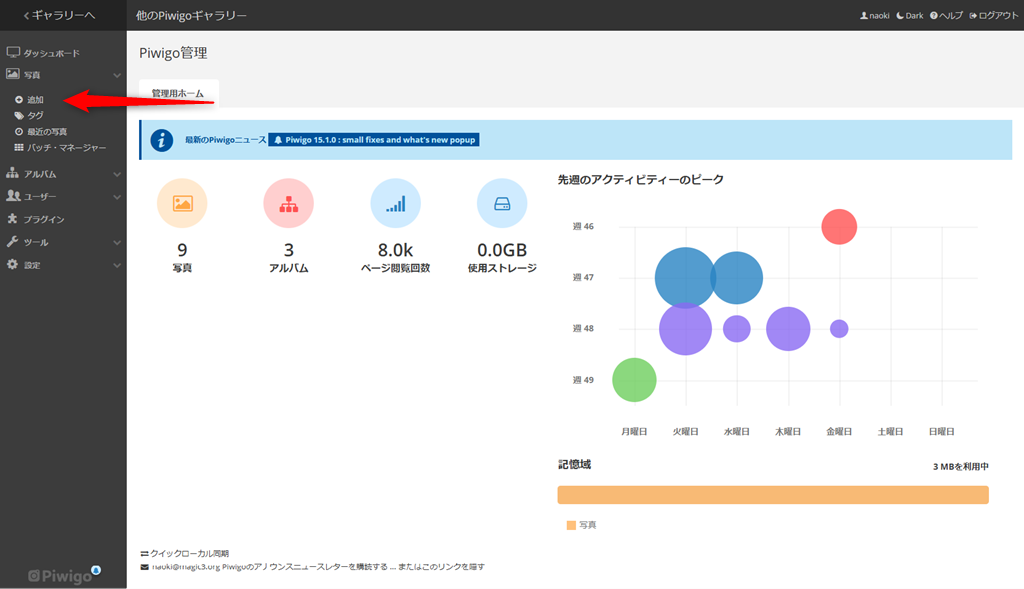 ギャラリーへ
他のPiwigoギャラリー
naoki Dark ヘルプ ログアウト
ダッシュボード
写真
追加
タグ
最近の写真
バッチ・マネージャー
アルバム
ユーザー
プラグイン
ツール
設定
Piwigo
Piwigo管理
管理用ホーム
最新のPiwigoニュース Piwigo 15.1.0 : small fixes and what's new popup
9
写真
3
アルバム
8.0k
ページ閲覧回数
0.0GB
使用ストレージ
先週のアクティビティーのピーク
週 46
週 47
週 48
週 49
月曜日 火曜日 水曜日 木曜日 金曜日 土曜日 日曜日
記憶域
3 MBを利用中
写真
クイックローカル同期
naoki@magic3.org Piwigoのアナウンスニュースレターを購読する ... またはこのリンクを隠す